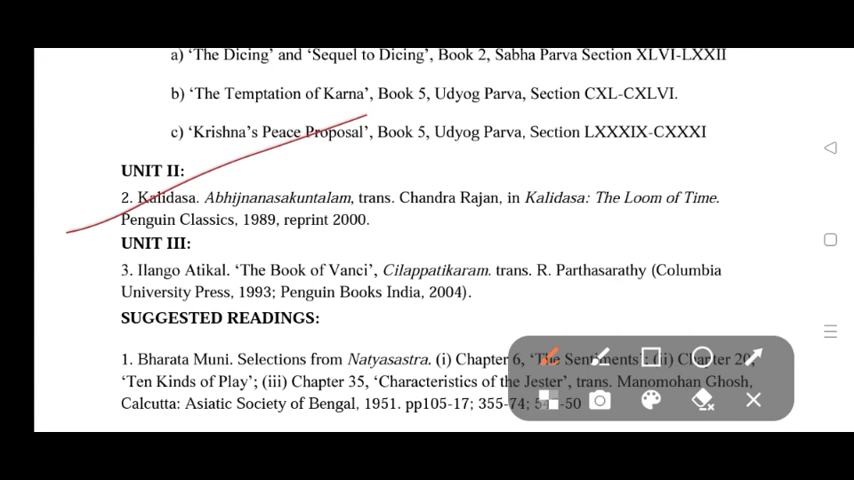 a) ‘The Dicing’ and ‘Sequel to Dicing’, Book 2, Sabha Parva Section XLVI-LXXII
b) ‘The Temptation of Karna’, Book 5, Udyog Parva, Section CXL-CXLVI.
c) ‘Krishna’s Peace Proposal’, Book 5, Udyog Parva, Section LXXXIX-CXXXI
UNIT II:
2. Kalidasa. Abhijnanasakuntalam, trans. Chandra Rajan, in Kalidasa: The Loom of Time.
Penguin Classics, 1989, reprint 2000.
UNIT III:
3. Ilango Atikal. ‘The Book of Vanci’, Cilappatikaram. trans. R. Parthasarathy (Columbia
University Press, 1993; Penguin Books India, 2004).
SUGGESTED READINGS:
1. Bharata Muni. Selections from Natyasastra. (i) Chapter 6, ‘The Sentiments’: (ii) Chapter 20,
‘Ten Kinds of Play’; (iii) Chapter 35, ‘Characteristics of the Jester’, trans. Manomohan Ghosh,
Calcutta: Asiatic Society of Bengal, 1951. pp105-17; 355-74;